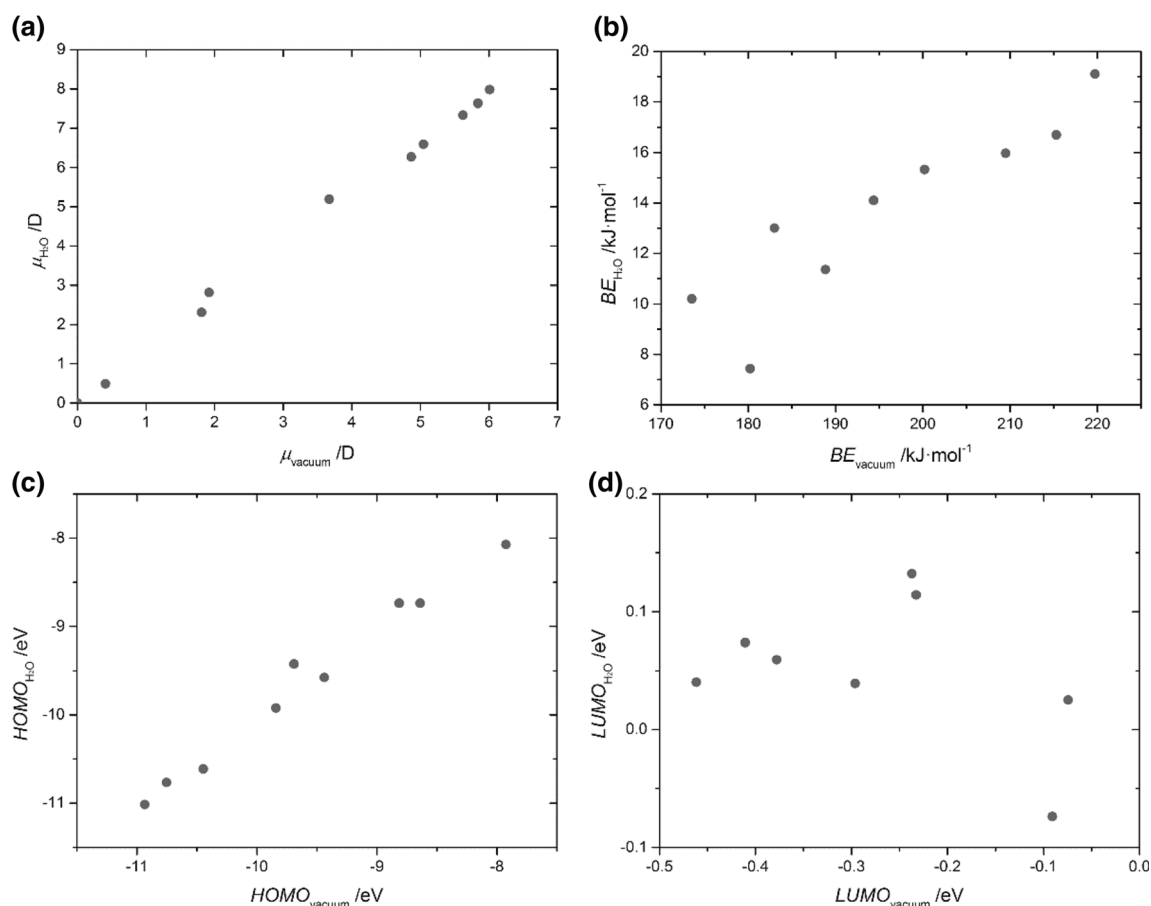 (a)
9
8
7
6
5
4
3
2
1
0
μH₂O /D
0 1 2 3 4 5 6 7
μvacuum /D
(b)
20
18
16
14
12
10
8
6
BEH₂O /kJ·mol⁻¹
170 180 190 200 210 220
BEvacuum /kJ·mol⁻¹
(c)
-8
-9
-10
-11
HOMOH₂O /eV
-11 -10 -9 -8
HOMOvacuum /eV
(d)
0.2
0.1
0.0
-0.1
LUMOH₂O /eV
-0.5 -0.4 -0.3 -0.2 -0.1 0.0
LUMOvacuum /eV